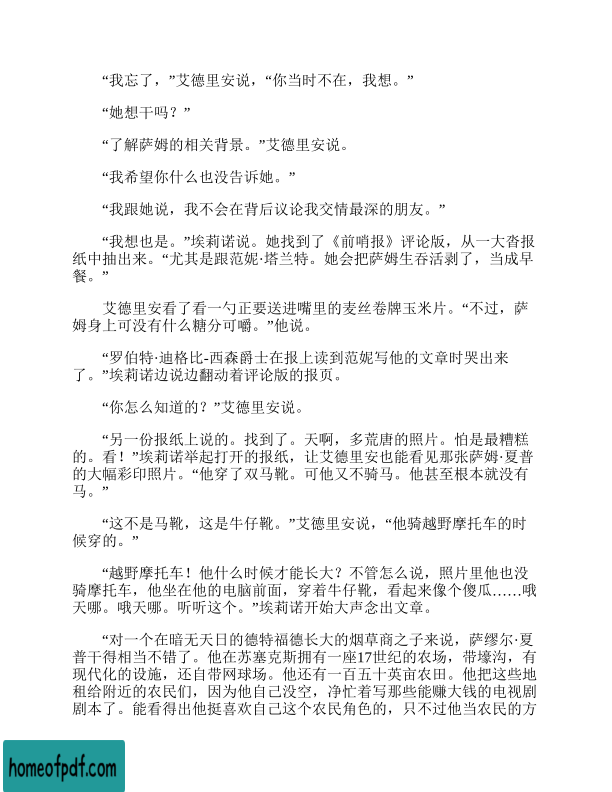 “我忘了，”艾德里安说，“你当时不在，我想。”
“她想干吗？”
“了解萨姆的相关背景。”艾德里安说。
“我希望你什么也没告诉她。”
“我跟她说，我不会在背后议论我交情最深的朋友。”
“我想也是。”埃莉诺说。她找到了《前哨报》评论版，从一大沓报
纸中抽出来。“尤其是跟范妮·塔兰特。她会把萨姆生吞活剥了，当成早
餐。”
艾德里安看了看一勺正要送进嘴里的麦丝卷牌玉米片。“不过，萨
姆身上可没有什么糖分可嚼。”他说。
“罗伯特·迪格比-西森爵士在报上读到范妮写他的文章时哭出来
了。”埃莉诺边说边翻动着评论版的报页。
“你怎么知道的？”艾德里安说。
“另一份报纸上说的。找到了。天啊，多荒唐的照片。怕是最糟糕
的。看！”埃莉诺举起打开的报纸，让艾德里安也能看见那张萨姆·夏普
的大幅彩印照片。“他穿了双马靴。可他又不骑马。他甚至根本就没有
马。”
“这不是马靴，这是牛仔靴。”艾德里安说，“他骑越野摩托车的时
候穿的。”
“越野摩托车！他什么时候才能长大？不管怎么说，照片里他也没
骑摩托车，他坐在他的电脑前面，穿着牛仔靴，看起来像个傻瓜……哦
天哪。哦天哪。听听这个。”埃莉诺开始大声念出文章。
“对一个在暗无天日的德特福德长大的烟草商之子来说，萨缪尔·夏
普干得相当不错了。他在苏塞克斯拥有一座17世纪的农场，带壕沟，有
现代化的设施，还自带网球场。他还有一百五十英亩农田。他把这些地
租给附近的农民们，因为他自己没空，净忙着写那些能赚大钱的电视剧
剧本了。能看得出他挺喜欢自己这个农民角色的，只不过他当农民的方
homeofpdf.com